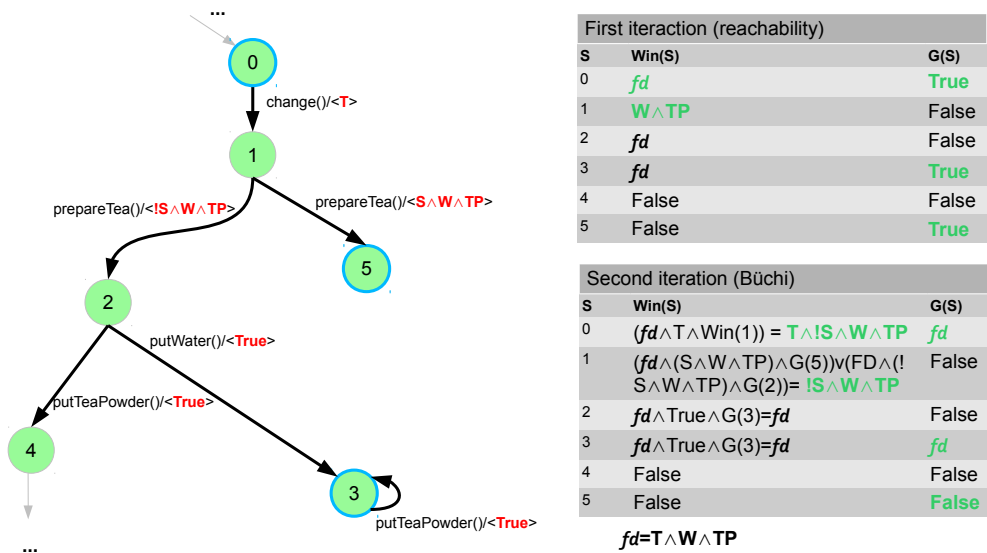 ...
0
change()/<T>
1
prepareTea()/<!S∧W∧TP>
prepareTea()/<S∧W∧TP>
5
2
putWater()/<True>
putTeaPowder()/<True>
4
3
putTeaPowder()/<True>
...
First iteraction (reachability)
S Win(S) G(S)
0 fd True
1 W∧TP False
2 fd False
3 fd True
4 False False
5 False True
Second iteration (Büchi)
S Win(S) G(S)
0 (fd∧T∧Win(1)) = T∧!S∧W∧TP fd
1 (fd∧(S∧W∧TP)∧G(5))v(FD∧(! False
S∧W∧TP)∧G(2))= !S∧W∧TP
2 fd∧True∧G(3)=fd False
3 fd∧True∧G(3)=fd fd
4 False False
5 False False
fd=T∧W∧TP